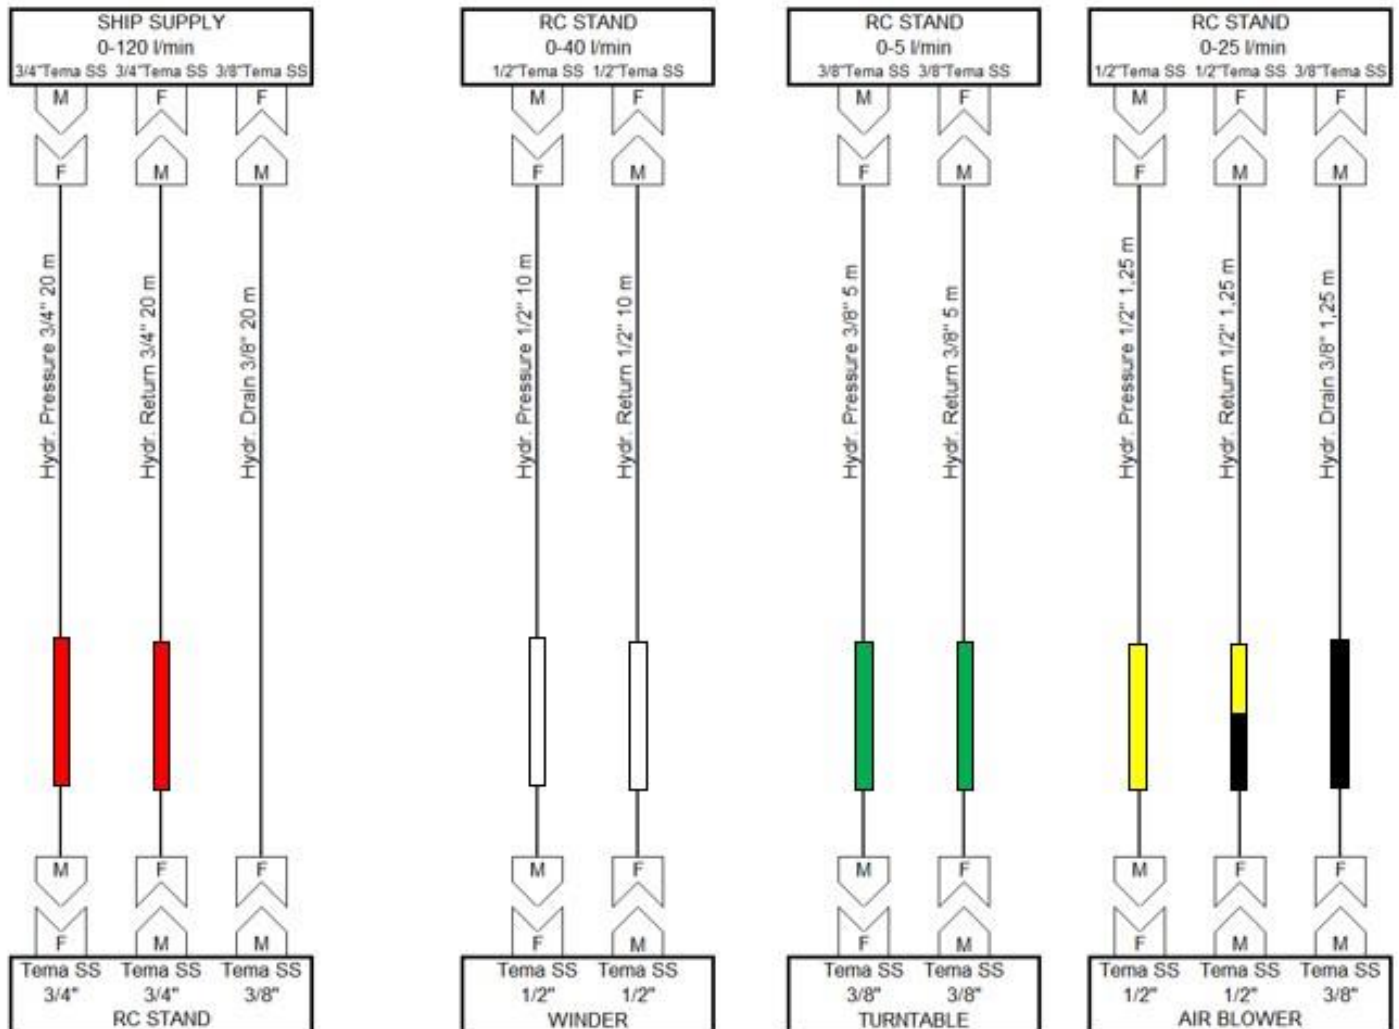 SHIP SUPPLY
0-120 l/min
3/4"Tema SS 3/4"Tema SS 3/8"Tema SS
M F F
F M M
Hydr. Pressure 3/4" 20 m
Hydr. Return 3/4" 20 m
Hydr. Drain 3/8" 20 m
M F F
F M M
Tema SS Tema SS Tema SS
3/4" 3/4" 3/8"
RC STAND
RC STAND
0-40 l/min
1/2"Tema SS 1/2"Tema SS
M F
F M
Hydr. Pressure 1/2" 10 m
Hydr. Return 1/2" 10 m
M F
F M
Tema SS Tema SS
1/2" 1/2"
WINDER
RC STAND
0-5 l/min
3/8"Tema SS 3/8"Tema SS
M F
F M
Hydr. Pressure 3/8" 5 m
Hydr. Return 3/8" 5 m
M F
F M
Tema SS Tema SS
3/8" 3/8"
TURNTABLE
RC STAND
0-25 l/min
1/2"Tema SS 1/2"Tema SS 3/8"Tema SS
M F F
F M M
Hydr. Pressure 1/2" 1,25 m
Hydr. Return 1/2" 1,25 m
Hydr. Drain 3/8" 1,25 m
M F F
F M M
Tema SS Tema SS Tema SS
1/2" 1/2" 3/8"
AIR BLOWER